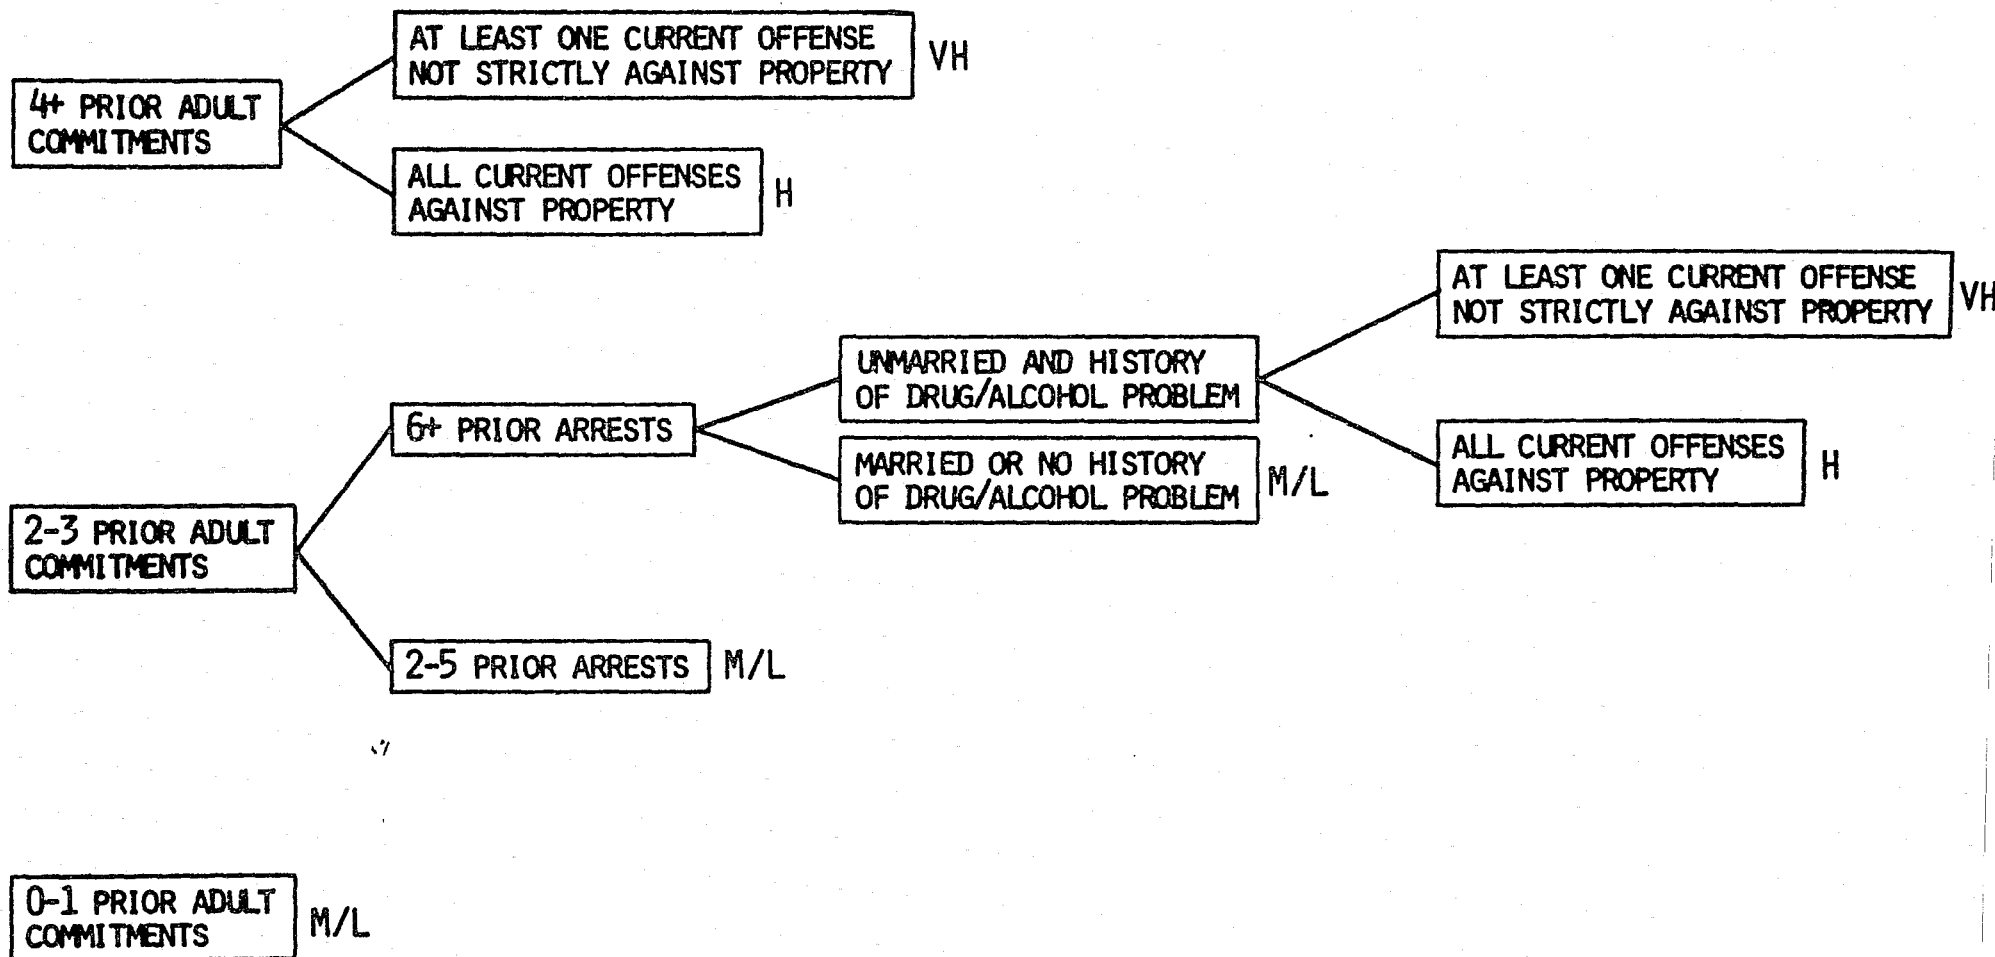 AT LEAST ONE CURRENT OFFENSE
NOT STRICTLY AGAINST PROPERTY
VH
4+ PRIOR ADULT
COMMITMENTS
ALL CURRENT OFFENSES
AGAINST PROPERTY
H
AT LEAST ONE CURRENT OFFENSE
NOT STRICTLY AGAINST PROPERTY
VH
UNMARRIED AND HISTORY
OF DRUG/ALCOHOL PROBLEM
6+ PRIOR ARRESTS
MARRIED OR NO HISTORY
OF DRUG/ALCOHOL PROBLEM
M/L
ALL CURRENT OFFENSES
AGAINST PROPERTY
H
2-3 PRIOR ADULT
COMMITMENTS
2-5 PRIOR ARRESTS
M/L
0-1 PRIOR ADULT
COMMITMENTS
M/L